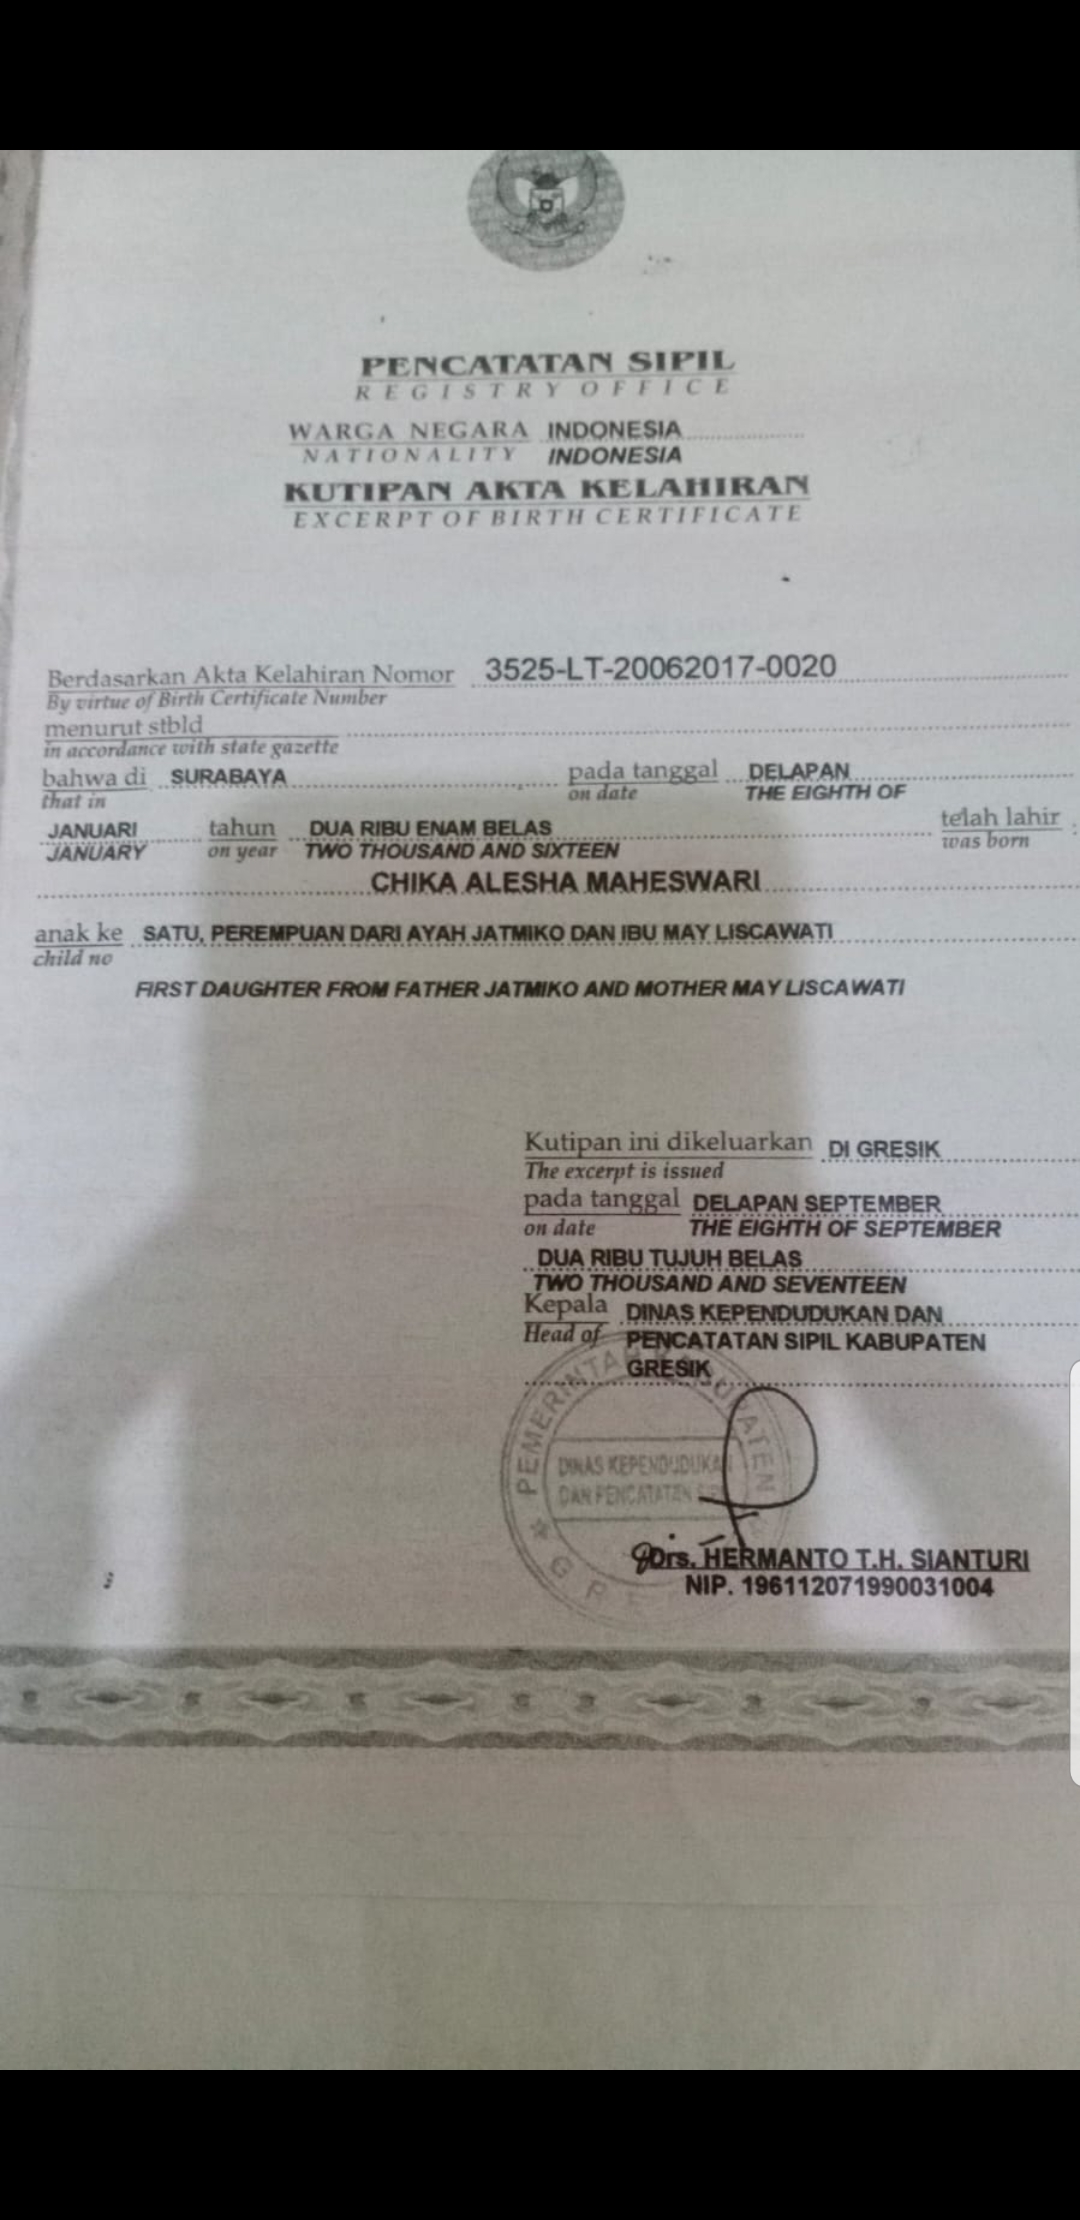 PENCATATAN SIPIL
REGISTRY OFFICE
WARGA NEGARA INDONESIA
NATIONALITY INDONESIA
KUTIPAN AKTA KELAHIRAN
EXCERPT OF BIRTH CERTIFICATE
Berdasarkan Akta Kelahiran Nomor 3525-LT-20062017-0020
By virtue of Birth Certificate Number
menurut stbld
in accordance with state gazette
bahwa di SURABAYA pada tanggal DELAPAN
that in on date THE EIGHTH OF
JANUARI tahun DUA RIBU ENAM BELAS telah lahir :
JANUARY on year TWO THOUSAND AND SIXTEEN was born
CHIKA ALESHA MAHESWARI
anak ke SATU, PEREMPUAN DARI AYAH JATMIKO DAN IBU MAY LISCAWATI
child no
FIRST DAUGHTER FROM FATHER JATMIKO AND MOTHER MAY LISCAWATI
Kutipan ini dikeluarkan DI GRESIK
The excerpt is issued
pada tanggal DELAPAN SEPTEMBER
on date THE EIGHTH OF SEPTEMBER
DUA RIBU TUJUH BELAS
TWO THOUSAND AND SEVENTEEN
Kepala DINAS KEPENDUDUKAN DAN
Head of PENCATATAN SIPIL KABUPATEN
GRESIK
PEMERINTAH KABUPATEN
DINAS KEPENDUDUKAN
DAN PENCATATAN SIPIL
Drs. HERMANTO T.H. SIANTURI
NIP. 196112071990031004